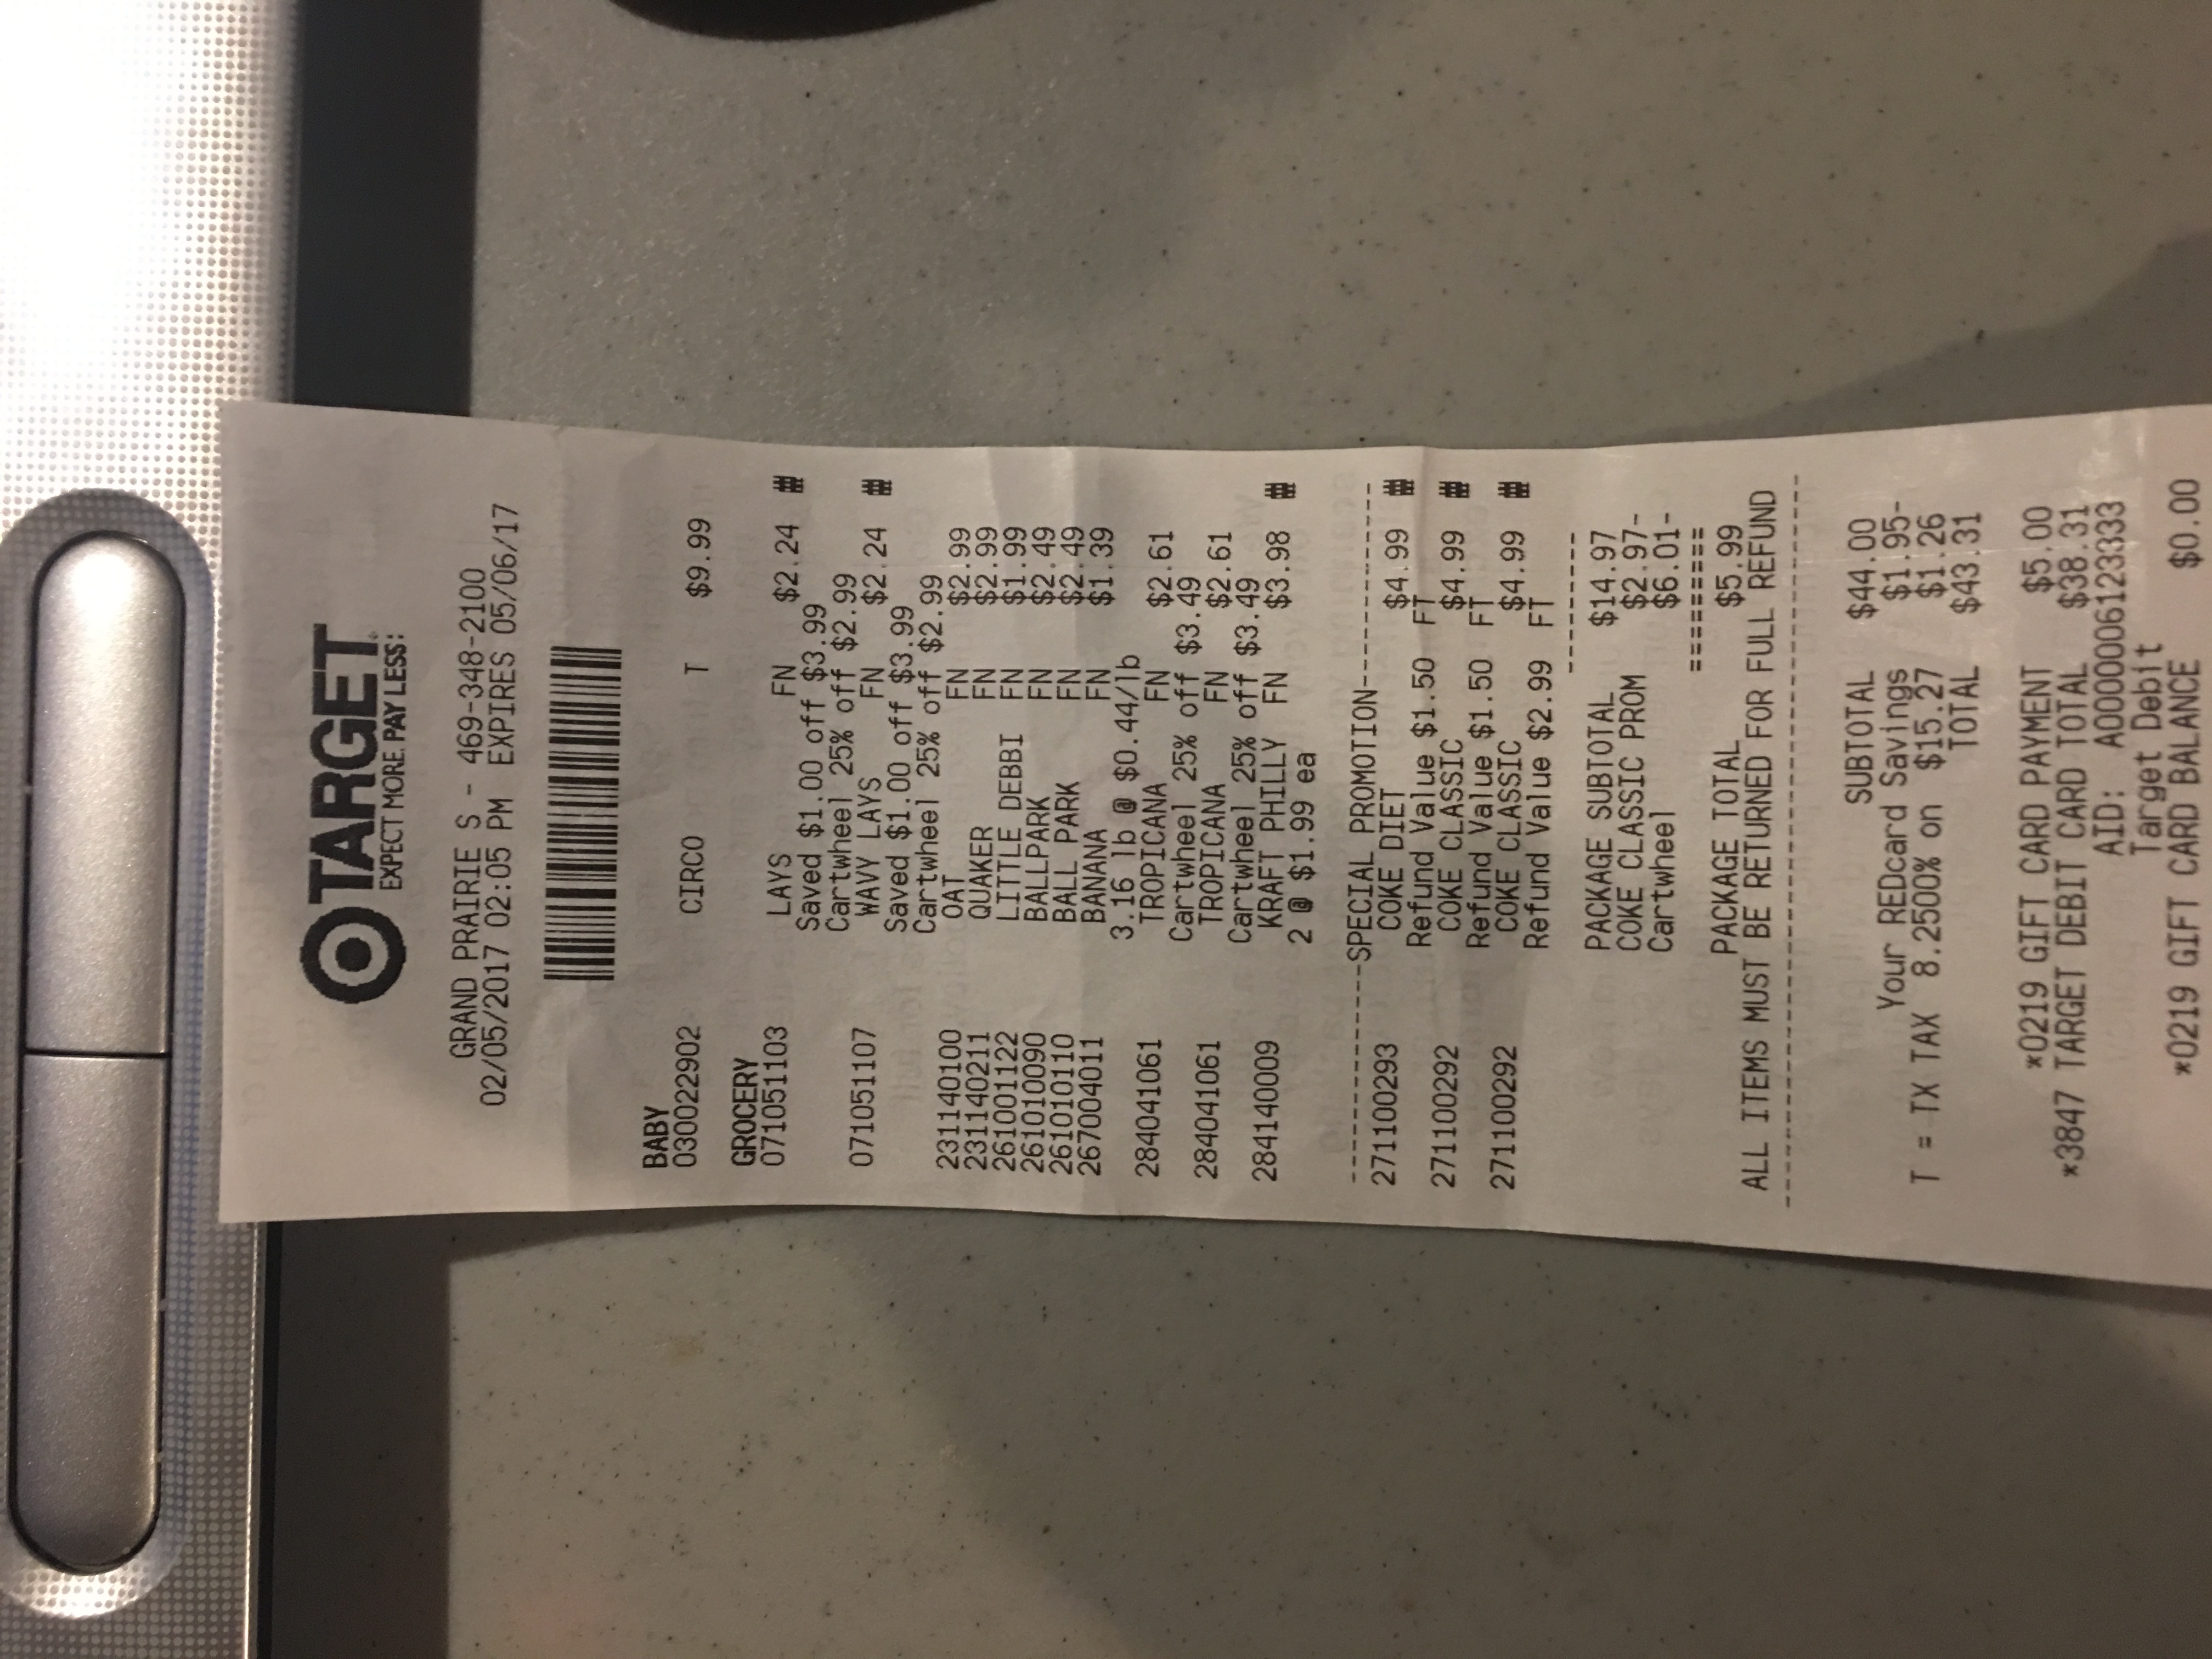 TARGET
EXPECT MORE. PAY LESS.
GRAND PRAIRIE S - 469-348-2100
02/05/2017 02:05 PM EXPIRES 05/06/17
BABY
030022902 CIRCO T $9.99
GROCERY
071051103 LAYS FN $2.24
Saved $1.00 off $3.99
Cartwheel 25% off $2.99
071051107 WAVY LAYS FN $2.24
Saved $1.00 off $3.99
Cartwheel 25% off $2.99
231140100 OAT FN $2.99
231140211 QUAKER FN $2.99
261001122 LITTLE DEBBI FN $1.99
261010090 BALLPARK FN $2.49
261010110 BALL PARK FN $2.49
267004011 BANANA FN $1.39
3.16 lb @ $0.44/lb
284041061 TROPICANA FN $2.61
Cartwheel 25% off $3.49
284041061 TROPICANA FN $2.61
Cartwheel 25% off $3.49
284140009 KRAFT PHILLY FN $3.98
2 @ $1.99 ea
--------------SPECIAL PROMOTION-------------
271100293 COKE DIET $4.99
Refund Value $1.50 FT
271100292 COKE CLASSIC $4.99
Refund Value $1.50 FT
271100292 COKE CLASSIC $4.99
Refund Value $2.99 FT
---------
PACKAGE SUBTOTAL $14.97
COKE CLASSIC PROM $2.97-
Cartwheel $6.01-
=========
PACKAGE TOTAL $5.99
ALL ITEMS MUST BE RETURNED FOR FULL REFUND
--------------------------------------------
SUBTOTAL $44.00
Your REDcard Savings $1.95-
T = TX TAX 8.2500% on $15.27 $1.26
TOTAL $43.31
*0219 GIFT CARD PAYMENT $5.00
*3847 TARGET DEBIT CARD TOTAL $38.31
AID: A0000006123333
Target Debit
*0219 GIFT CARD BALANCE $0.00